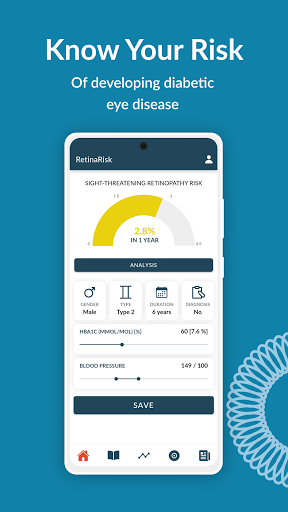 Know Your Risk
Of developing diabetic
eye disease
RetinaRisk
SIGHT-THREATENING RETINOPATHY RISK
3
0
2.8%
IN 1 YEAR
ANALYSIS
GENDER
Male
TYPE
Type 2
DURATION
6 years
DIAGNOSIS
No
HBA1C (MMOL/MOL) [%]
60 [7.6 %]
BLOOD PRESSURE
149 / 100
SAVE